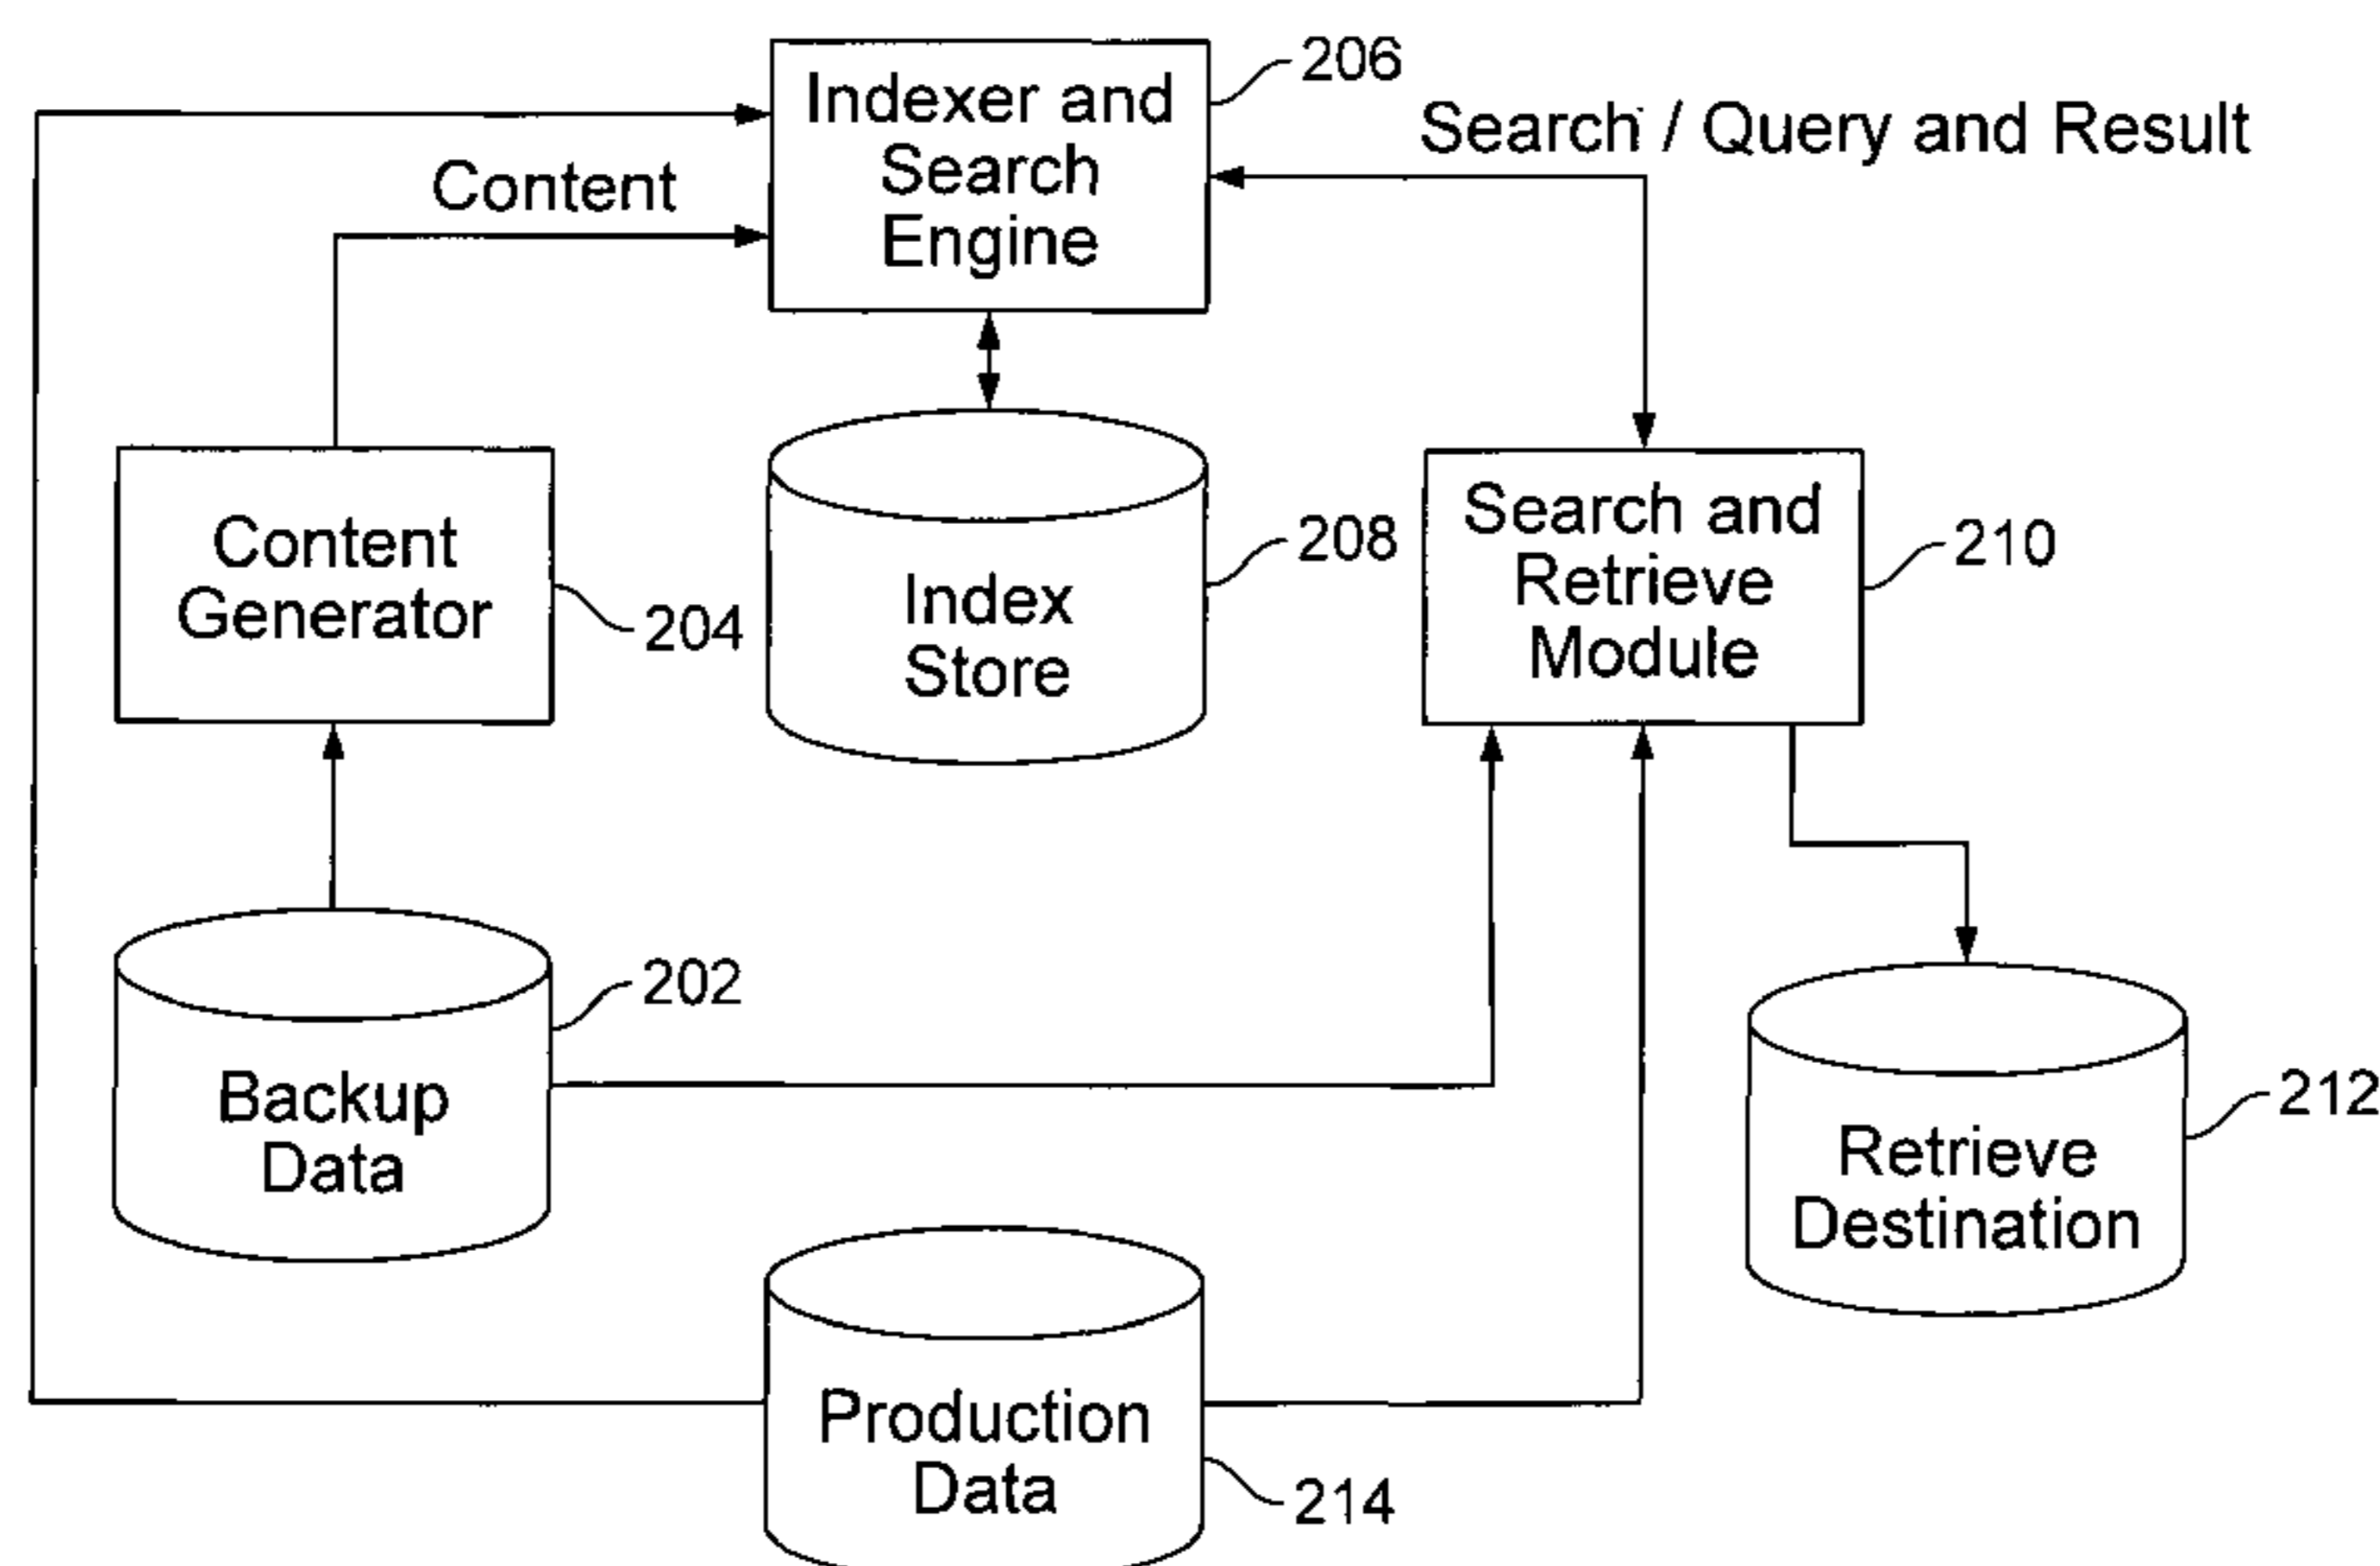 Indexer and
Search
Engine
206
Search / Query and Result
Content
Content
Generator
204
Index
Store
208
Search and
Retrieve
Module
210
Backup
Data
202
Retrieve
Destination
212
Production
Data
214